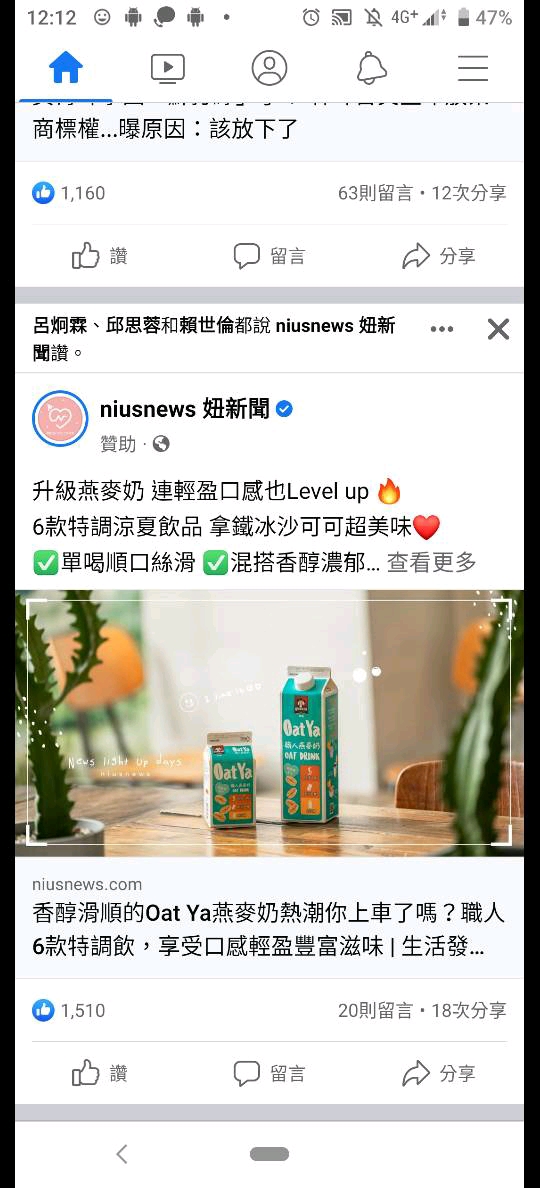 12:12
4G+
47%
商標權...曝原因：該放下了
1,160
63則留言・12次分享
讚
留言
分享
呂炯霖、邱思蓉和賴世倫都說 niusnews 妞新
聞讚。
niusnews 妞新聞
贊助
升級燕麥奶 連輕盈口感也Level up
6款特調涼夏飲品 拿鐵冰沙可可超美味
單喝順口絲滑 混搭香醇濃郁... 查看更多
News light up days
niusnews
Oat Ya
職人燕麥奶
OAT DRINK
Oat Ya
OAT DRINK
niusnews.com
香醇滑順的Oat Ya燕麥奶熱潮你上車了嗎？職人
6款特調飲，享受口感輕盈豐富滋味 | 生活發...
1,510
20則留言・18次分享
讚
留言
分享